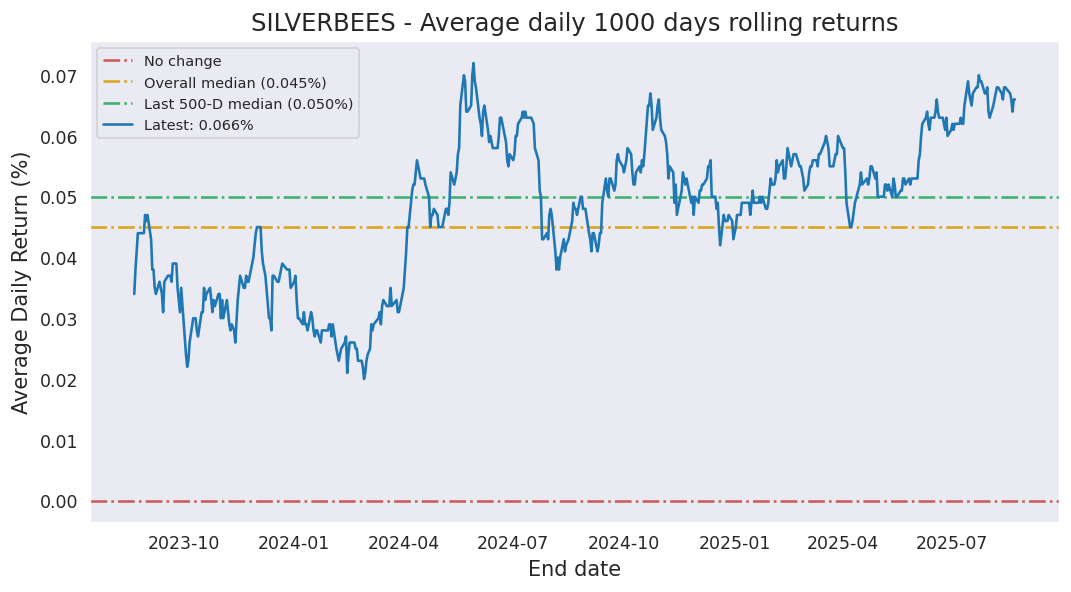 SILVERBEES - Average daily 1000 days rolling returns
No change
Overall median (0.045%)
Last 500-D median (0.050%)
Latest: 0.066%
Average Daily Return (%)
0.07
0.06
0.05
0.04
0.03
0.02
0.01
0.00
2023-10 2024-01 2024-04 2024-07 2024-10 2025-01 2025-04 2025-07
End date